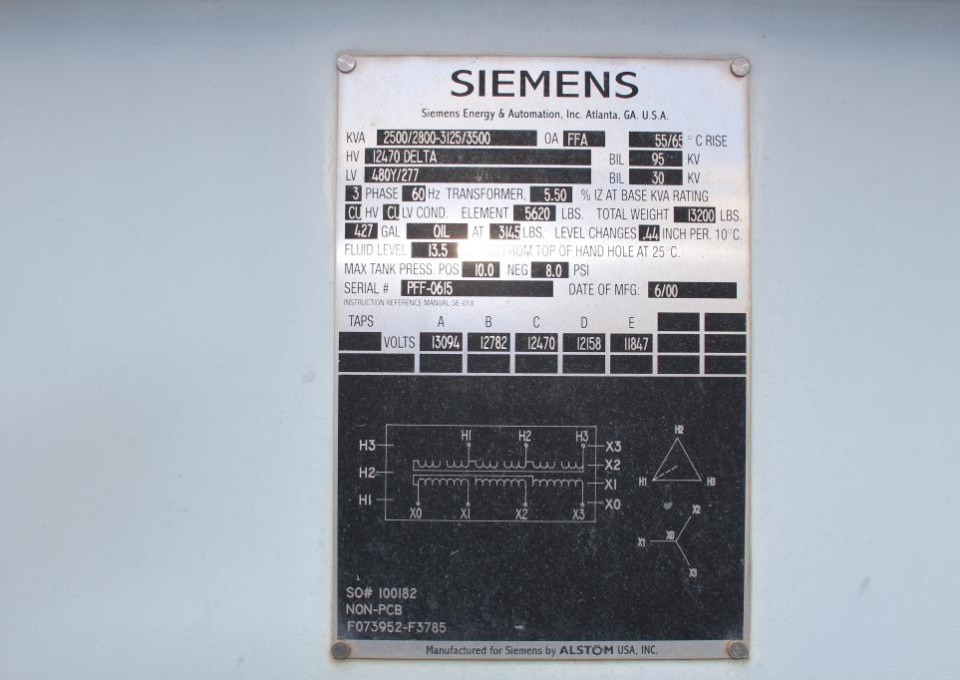 SIEMENS
Siemens Energy & Automation, Inc. Atlanta, GA. U.S.A.
KVA 2500/2800-3125/3500 OA FFA 55/65 °C RISE
HV 12470 DELTA BIL 95 KV
LV 480Y/277 BIL 30 KV
3 PHASE 60 Hz TRANSFORMER, 5.50 % IZ AT BASE KVA RATING
CU HV CU LV COND. ELEMENT 5620 LBS. TOTAL WEIGHT 13200 LBS.
427 GAL OIL AT 3145 LBS. LEVEL CHANGES .44 INCH PER. 10°C.
FLUID LEVEL 13.5 FROM TOP OF HAND HOLE AT 25°C.
MAX TANK PRESS. POS 10.0 NEG 8.0 PSI
SERIAL # PFF-0615 DATE OF MFG: 6/00
INSTRUCTION REFERENCE MANUAL
TAPS A B C D E
VOLTS 13094 12782 12470 12158 11847
H1 H2 H3
H3 X3
H2 X2
H1 X1
X0
X0 X1 X2 X3
H2
H1 H3
X2
X1 X0
X3
SO# 100182
NON-PCB
F073952-F3785
Manufactured for Siemens by ALSTOM USA, INC.